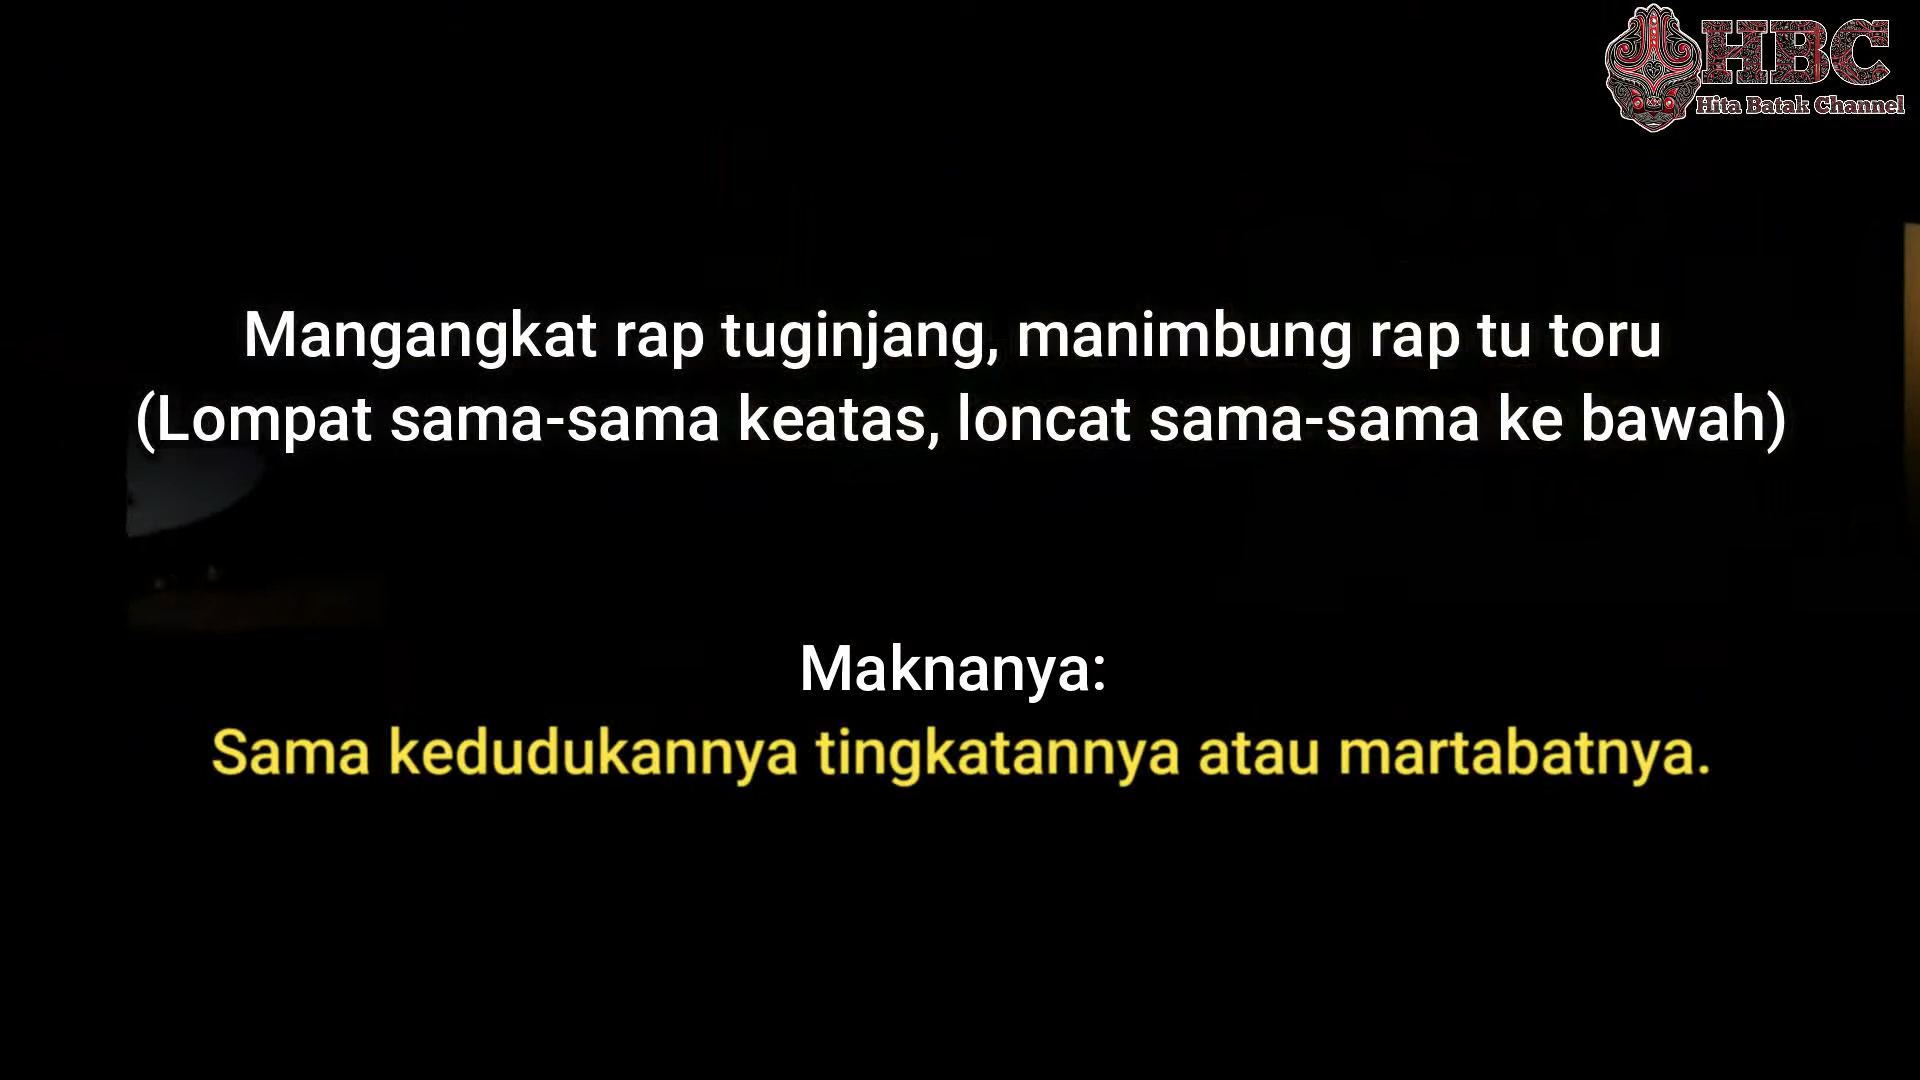 HBC
Hita Batak Channel
Mangangkat rap tuginjang, manimbung rap tu toru
(Lompat sama-sama keatas, loncat sama-sama ke bawah)
Maknanya:
Sama kedudukannya tingkatannya atau martabatnya.